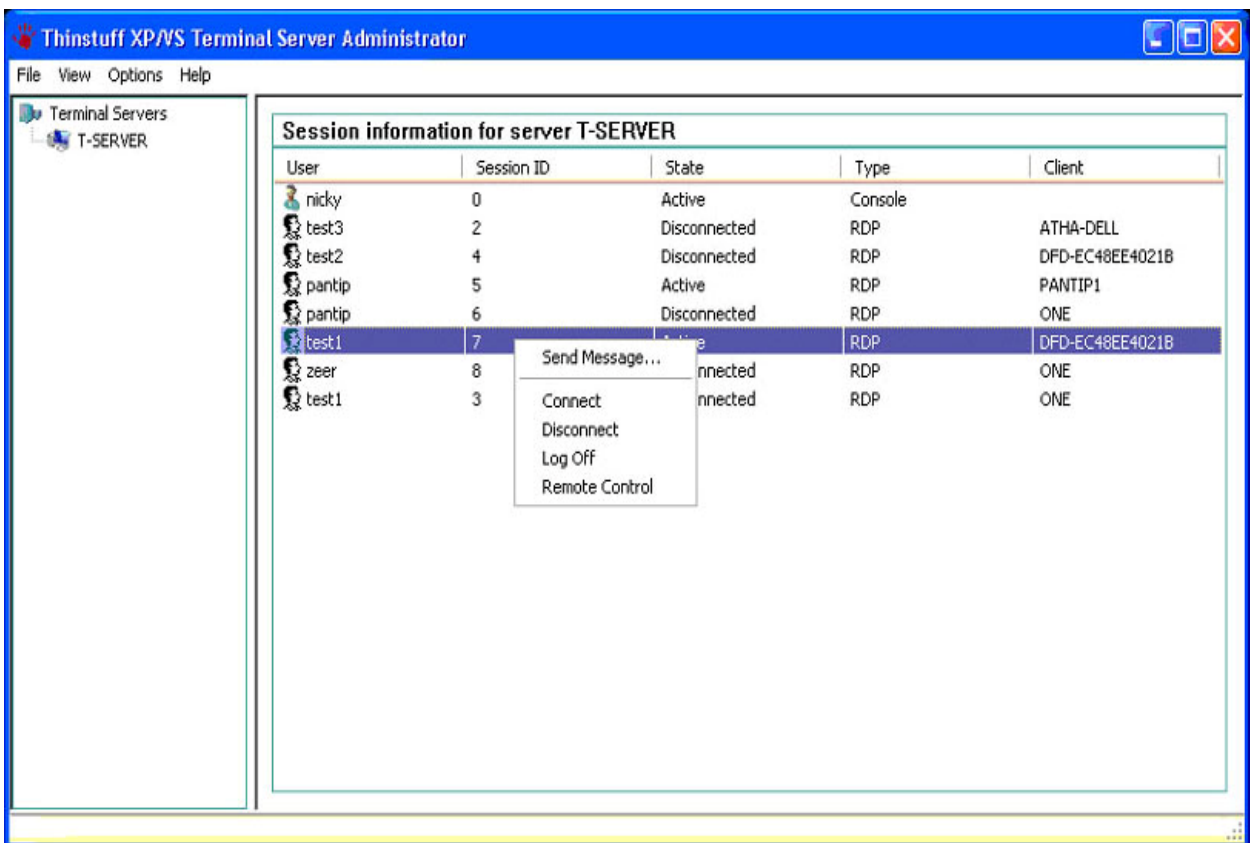 Thinstuff XP/VS Terminal Server Administrator
File View Options Help
Terminal Servers
T-SERVER
Session information for server T-SERVER
User Session ID State Type Client
nicky 0 Active Console
test3 2 Disconnected RDP ATHA-DELL
test2 4 Disconnected RDP DFD-EC48EE4021B
pantip 5 Active RDP PANTIP1
pantip 6 Disconnected RDP ONE
test1 7 RDP DFD-EC48EE4021B
zeer 8 nnected RDP ONE
test1 3 nnected RDP ONE
Send Message...
Connect
Disconnect
Log Off
Remote Control